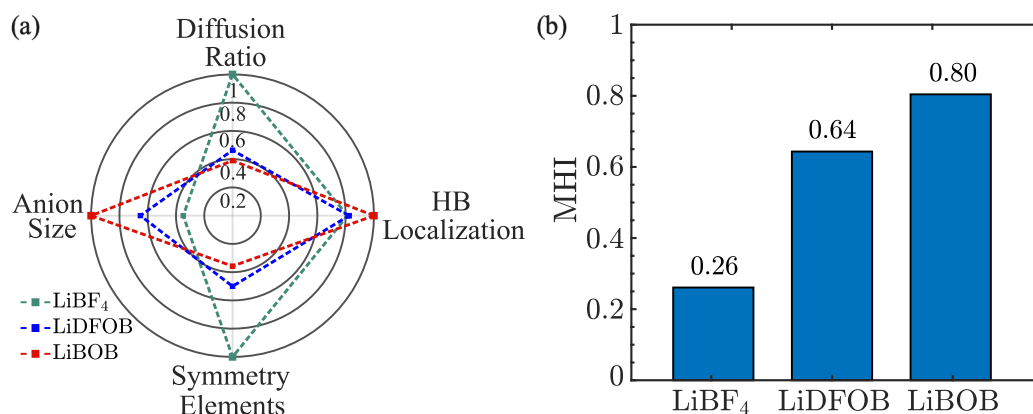 (a)
Diffusion
Ratio
1
0.8
0.6
0.4
0.2
Anion
Size
HB
Localization
LiBF₄
LiDFOB
LiBOB
Symmetry
Elements
(b)
MHI
1
0.8
0.6
0.4
0.2
0
0.26
0.64
0.80
LiBF₄
LiDFOB
LiBOB